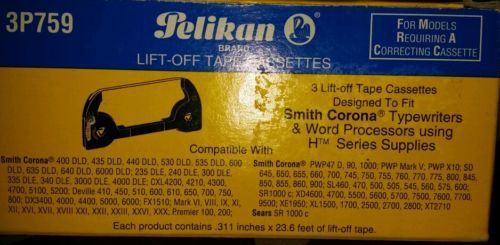 3P759
Pelikan®
BRAND
LIFT-OFF TAPE CASSETTES
FOR MODELS
REQUIRING A
CORRECTING CASSETTE
3 Lift-off Tape Cassettes
Designed To Fit
Smith Corona® Typewriters
& Word Processors using
H™ Series Supplies
Compatible With
Smith Corona® 400 DLD, 435 DLD, 440 DLD, 530 DLD, 535 DLD, 600
DLD, 635 DLD, 640 DLD, 6000 DLD; 235 DLE, 240 DLE, 300 DLE,
335 DLE, 340 DLE, 3000 DLE, 4000 DLE; CXL4200, 4210, 4300,
4700, 5100, 5200; Deville 410, 450, 510, 600, 610, 650, 700, 750,
800; DX3400, 4000, 4400, 5000, 6000; FX1510; Mark VI, VIII, IX, X, XI,
XII, XV, XVI, XVII, XVIII XXI, XXII, XXIII, XXV, XXX; Premier 100, 200;
Smith Corona® PWP47 D, 90, 1000; PWP Mark V; PWP X10; SD
645, 650, 655, 660, 670, 700, 745, 750, 755, 760, 770, 775, 800, 845,
850, 855, 860, 900; SL460, 470, 500, 505, 545, 560, 575, 600;
SR1000 c; XD4600, 4700, 5500, 5600, 5700, 5750, 5900, 7000, 7600,
9500; XE1950; XL1500, 1700, 2500, 2700, 2800; XT2710
Sears SR 1000 c
Each product contains .311 inches x 23.6 feet of lift-off tape.